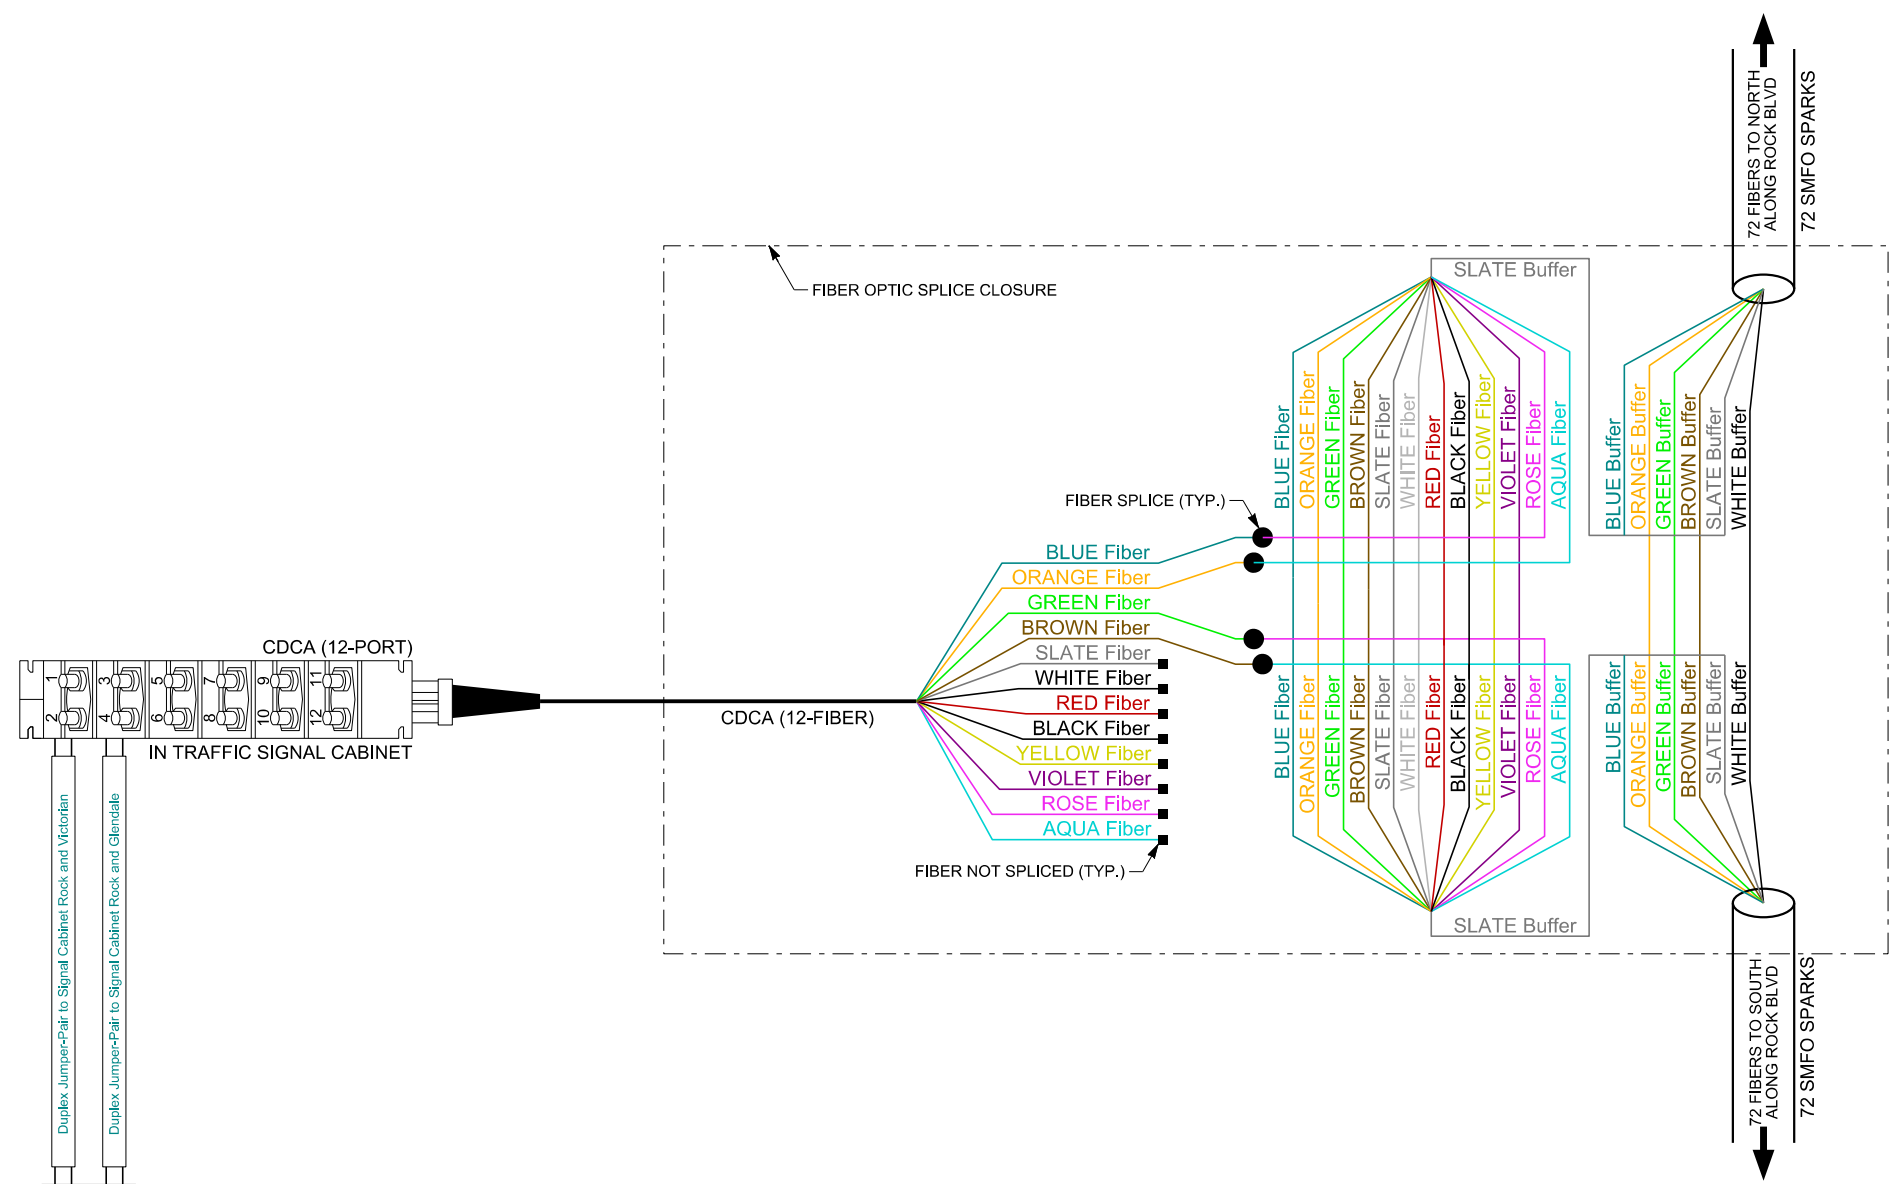 72 FIBERS TO NORTH
ALONG ROCK BLVD
72 SMFO SPARKS
FIBER OPTIC SPLICE CLOSURE
SLATE Buffer
BLUE Fiber
ORANGE Fiber
GREEN Fiber
BROWN Fiber
SLATE Fiber
WHITE Fiber
RED Fiber
BLACK Fiber
YELLOW Fiber
VIOLET Fiber
ROSE Fiber
AQUA Fiber
BLUE Buffer
ORANGE Buffer
GREEN Buffer
BROWN Buffer
SLATE Buffer
WHITE Buffer
FIBER SPLICE (TYP.)
BLUE Fiber
ORANGE Fiber
GREEN Fiber
BROWN Fiber
SLATE Fiber
WHITE Fiber
RED Fiber
BLACK Fiber
YELLOW Fiber
VIOLET Fiber
ROSE Fiber
AQUA Fiber
FIBER NOT SPLICED (TYP.)
CDCA (12-PORT)
1
3
5
7
9
11
2
4
6
8
10
12
IN TRAFFIC SIGNAL CABINET
CDCA (12-FIBER)
Duplex Jumper-Pair to Signal Cabinet Rock and Victorian
Duplex Jumper-Pair to Signal Cabinet Rock and Glendale
BLUE Fiber
ORANGE Fiber
GREEN Fiber
BROWN Fiber
SLATE Fiber
WHITE Fiber
RED Fiber
BLACK Fiber
YELLOW Fiber
VIOLET Fiber
ROSE Fiber
AQUA Fiber
BLUE Buffer
ORANGE Buffer
GREEN Buffer
BROWN Buffer
SLATE Buffer
WHITE Buffer
SLATE Buffer
72 FIBERS TO SOUTH
ALONG ROCK BLVD
72 SMFO SPARKS